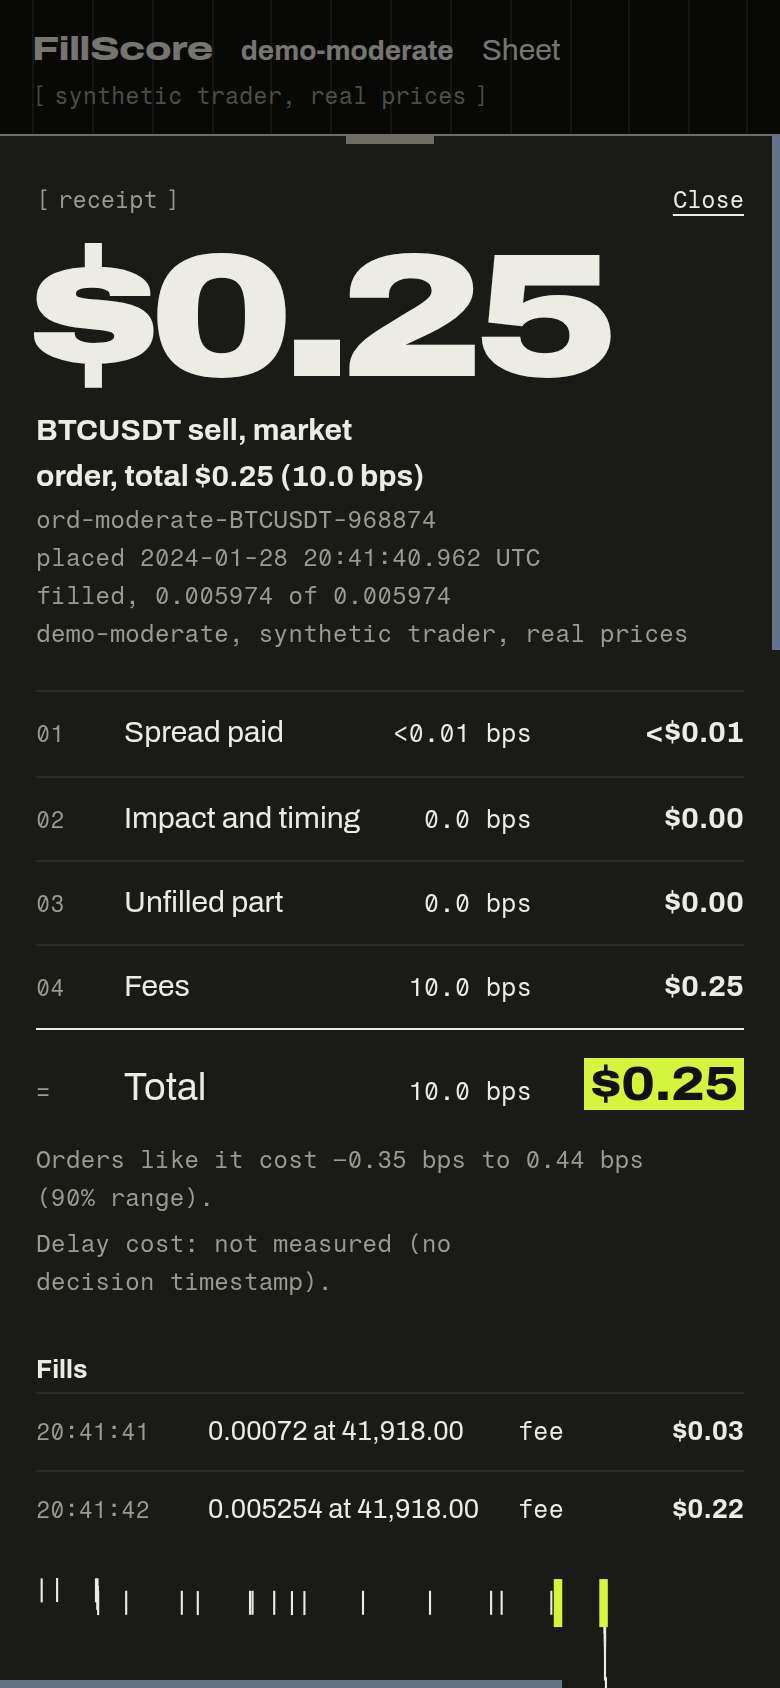 FillScore demo-moderate Sheet
[ synthetic trader, real prices ]
[ receipt ] Close
$0.25
BTCUSDT sell, market
order, total $0.25 (10.0 bps)
ord-moderate-BTCUSDT-968874
placed 2024-01-28 20:41:40.962 UTC
filled, 0.005974 of 0.005974
demo-moderate, synthetic trader, real prices
01 Spread paid <0.01 bps <$0.01
02 Impact and timing 0.0 bps $0.00
03 Unfilled part 0.0 bps $0.00
04 Fees 10.0 bps $0.25
= Total 10.0 bps $0.25
Orders like it cost −0.35 bps to 0.44 bps
(90% range).
Delay cost: not measured (no
decision timestamp).
Fills
20:41:41 0.00072 at 41,918.00 fee $0.03
20:41:42 0.005254 at 41,918.00 fee $0.22